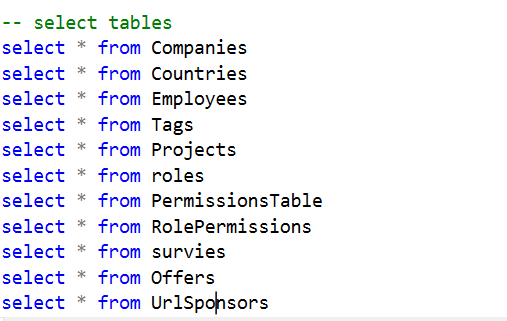 -- select tables
select * from Companies
select * from Countries
select * from Employees
select * from Tags
select * from Projects
select * from roles
select * from PermissionsTable
select * from RolePermissions
select * from survies
select * from Offers
select * from UrlSponsors